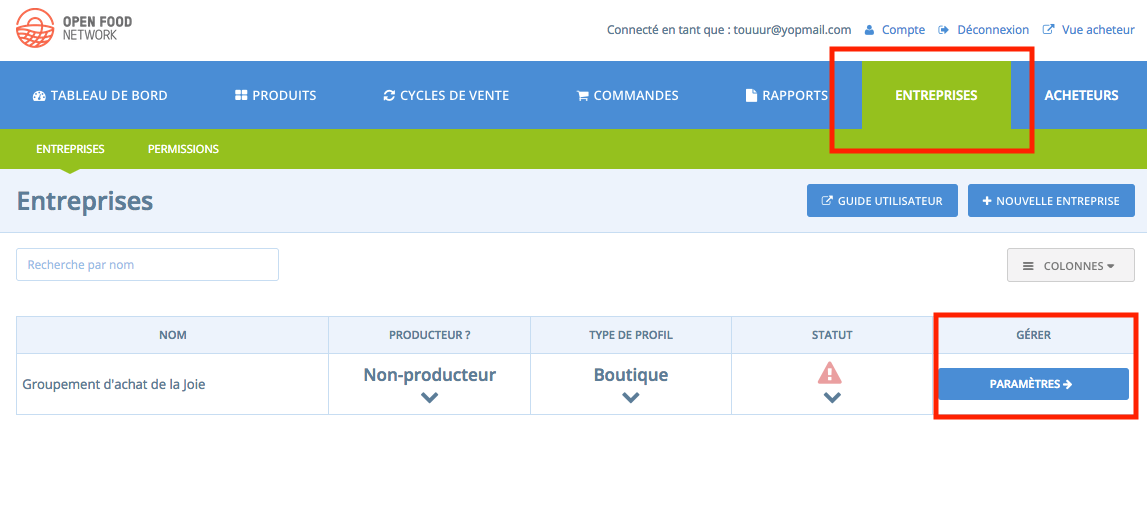 OPEN FOOD
NETWORK
Connecté en tant que : touuur@yopmail.com Compte Déconnexion Vue acheteur
TABLEAU DE BORD PRODUITS CYCLES DE VENTE COMMANDES RAPPORTS ENTREPRISES ACHETEURS
ENTREPRISES PERMISSIONS
Entreprises GUIDE UTILISATEUR NOUVELLE ENTREPRISE
Recherche par nom COLONNES
NOM PRODUCTEUR ? TYPE DE PROFIL STATUT GÉRER
Groupement d'achat de la Joie Non-producteur Boutique PARAMÈTRES